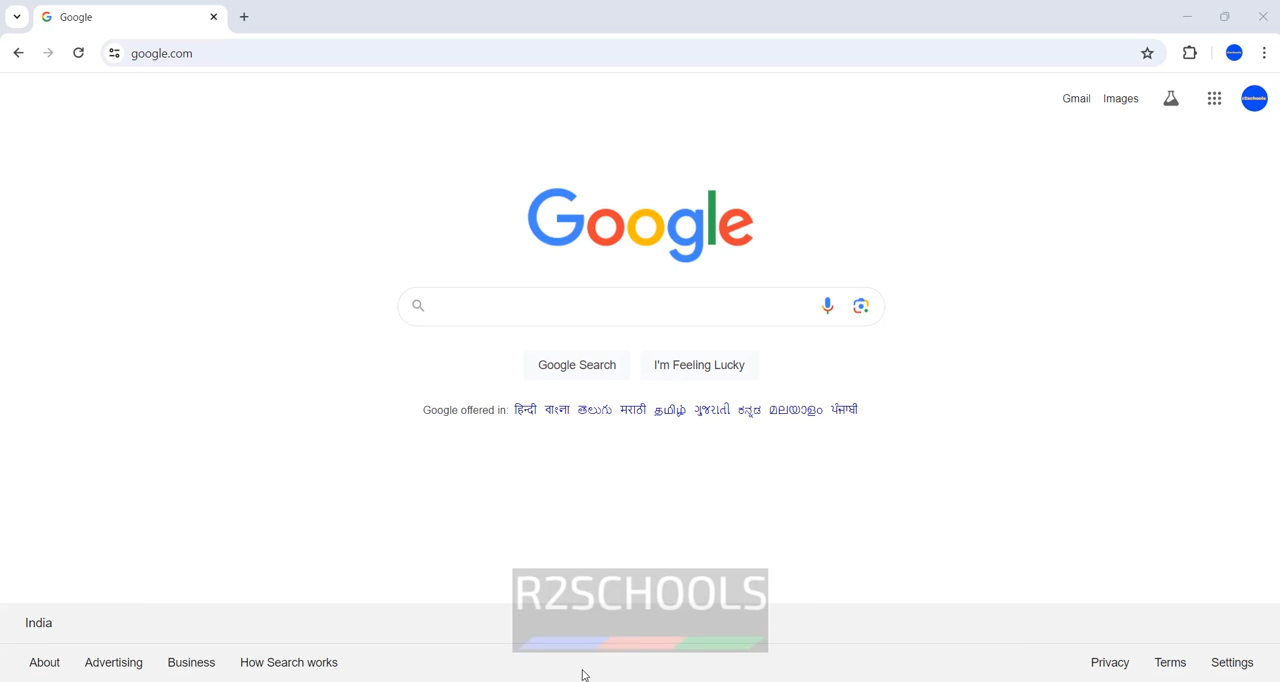 Google
google.com
Gmail Images
Google
Google Search I'm Feeling Lucky
Google offered in: हिन्दी বাংলা తెలుగు मराठी தமிழ் ગુજરાતી ಕನ್ನಡ മലയാളം ਪੰਜਾਬੀ
R2SCHOOLS
India
About Advertising Business How Search works Privacy Terms Settings